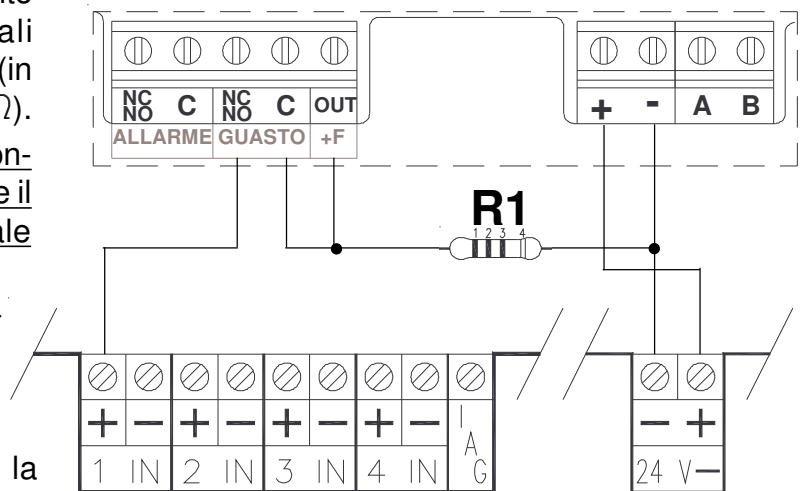 ali
(in
Ω).
on-
e il
ale
la
NC NO C NC NO C OUT
ALLARME GUASTO +F
+ - A B
R1
1 2 3 4
+ − + − + − + − I A G
1 IN 2 IN 3 IN 4 IN
− +
24 V−